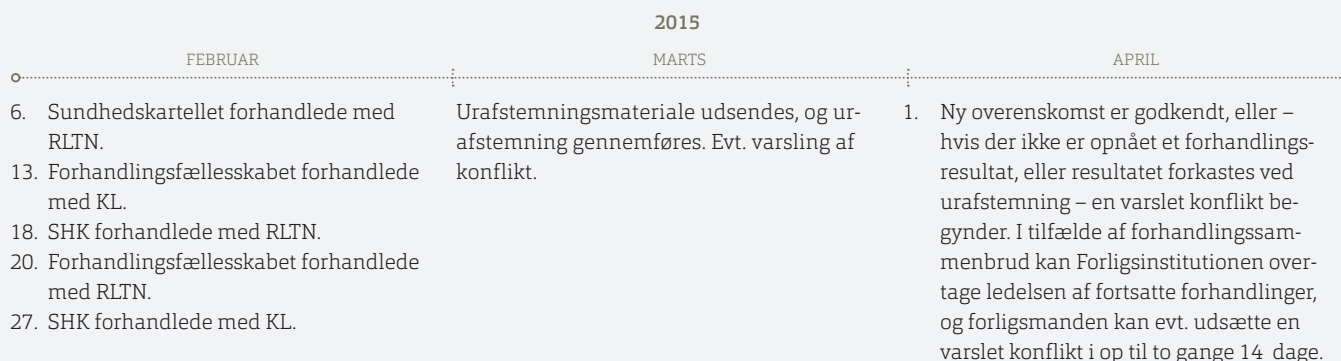 2015
FEBRUAR
6. Sundhedskartellet forhandlede med
RLTN.
13. Forhandlingsfællesskabet forhandlede
med KL.
18. SHK forhandlede med RLTN.
20. Forhandlingsfællesskabet forhandlede
med RLTN.
27. SHK forhandlede med KL.
MARTS
Urafstemningsmateriale udsendes, og ur-
afstemning gennemføres. Evt. varsling af
konflikt.
APRIL
1. Ny overenskomst er godkendt, eller –
hvis der ikke er opnået et forhandlings-
resultat, eller resultatet forkastes ved
urafstemning – en varslet konflikt be-
gynder. I tilfælde af forhandlingssam-
menbrud kan Forligsinstitutionen over-
tage ledelsen af fortsatte forhandlinger,
og forligsmanden kan evt. udsætte en
varslet konflikt i op til to gange 14 dage.